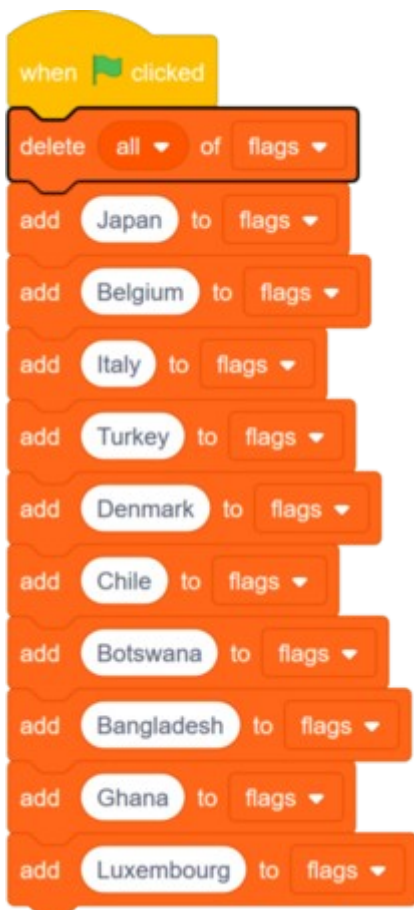 when clicked
delete all of flags
add Japan to flags
add Belgium to flags
add Italy to flags
add Turkey to flags
add Denmark to flags
add Chile to flags
add Botswana to flags
add Bangladesh to flags
add Ghana to flags
add Luxembourg to flags